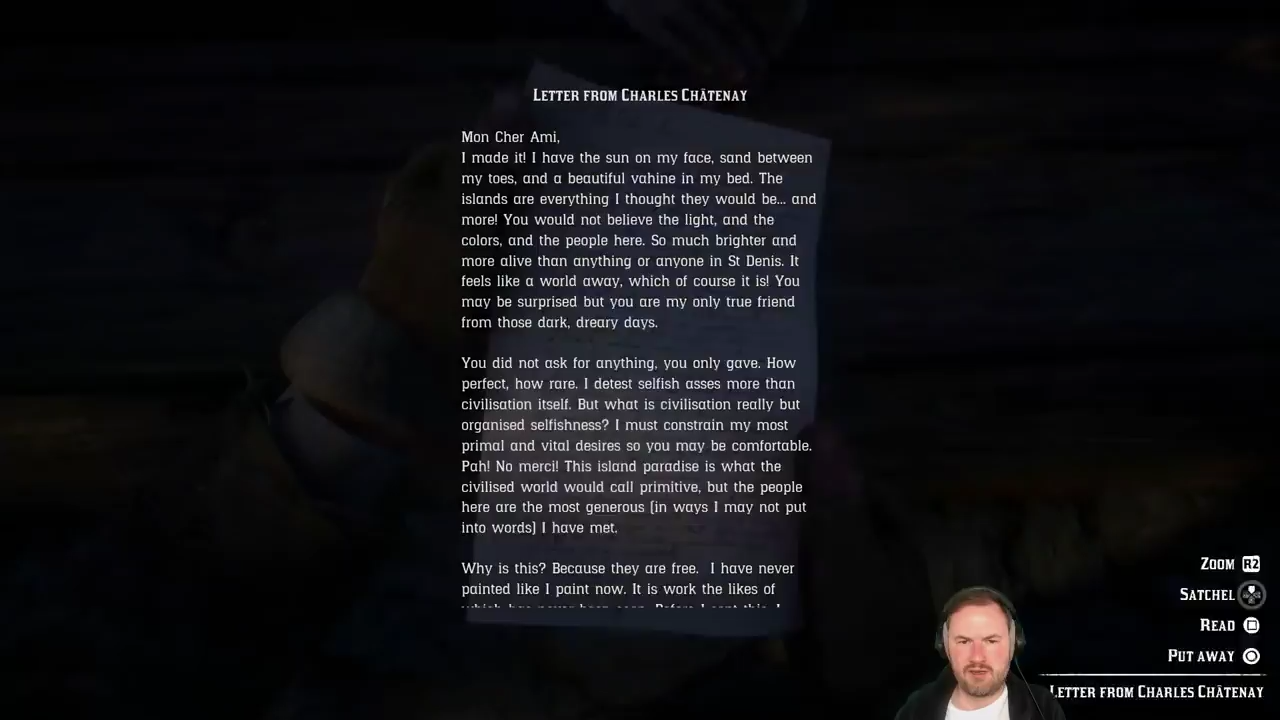 LETTER FROM CHARLES CHÂTENAY
Mon Cher Ami,
I made it! I have the sun on my face, sand between
my toes, and a beautiful vahine in my bed. The
islands are everything I thought they would be... and
more! You would not believe the light, and the
colors, and the people here. So much brighter and
more alive than anything or anyone in St Denis. It
feels like a world away, which of course it is! You
may be surprised but you are my only true friend
from those dark, dreary days.
You did not ask for anything, you only gave. How
perfect, how rare. I detest selfish asses more than
civilisation itself. But what is civilisation really but
organised selfishness? I must constrain my most
primal and vital desires so you may be comfortable.
Pah! No merci! This island paradise is what the
civilised world would call primitive, but the people
here are the most generous (in ways I may not put
into words) I have met.
Why is this? Because they are free. I have never
painted like I paint now. It is work the likes of
which has never been seen. Before I sent this, I
ZOOM R2
SATCHEL
READ
PUT AWAY
LETTER FROM CHARLES CHÂTENAY